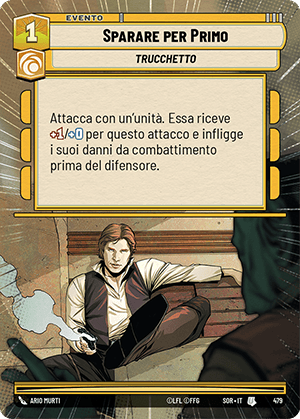 EVENTO
1
SPARARE PER PRIMO
TRUCCHETTO
Attacca con un'unità. Essa riceve
+1/+0 per questo attacco e infligge
i suoi danni da combattimento
prima del difensore.
ARIO MURTI
©LFL ©FFG
SOR • IT
479